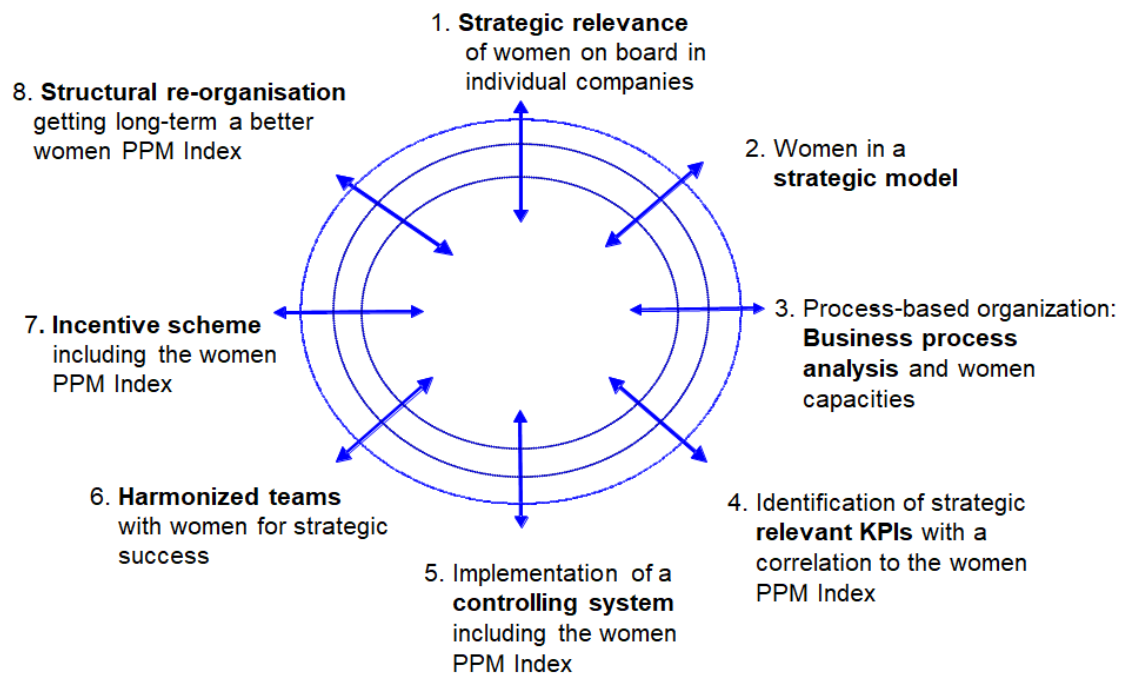 1. Strategic relevance
of women on board in
individual companies
2. Women in a
strategic model
3. Process-based organization:
Business process
analysis and women
capacities
4. Identification of strategic
relevant KPIs with a
correlation to the women
PPM Index
5. Implementation of a
controlling system
including the women
PPM Index
6. Harmonized teams
with women for strategic
success
7. Incentive scheme
including the women
PPM Index
8. Structural re-organisation
getting long-term a better
women PPM Index